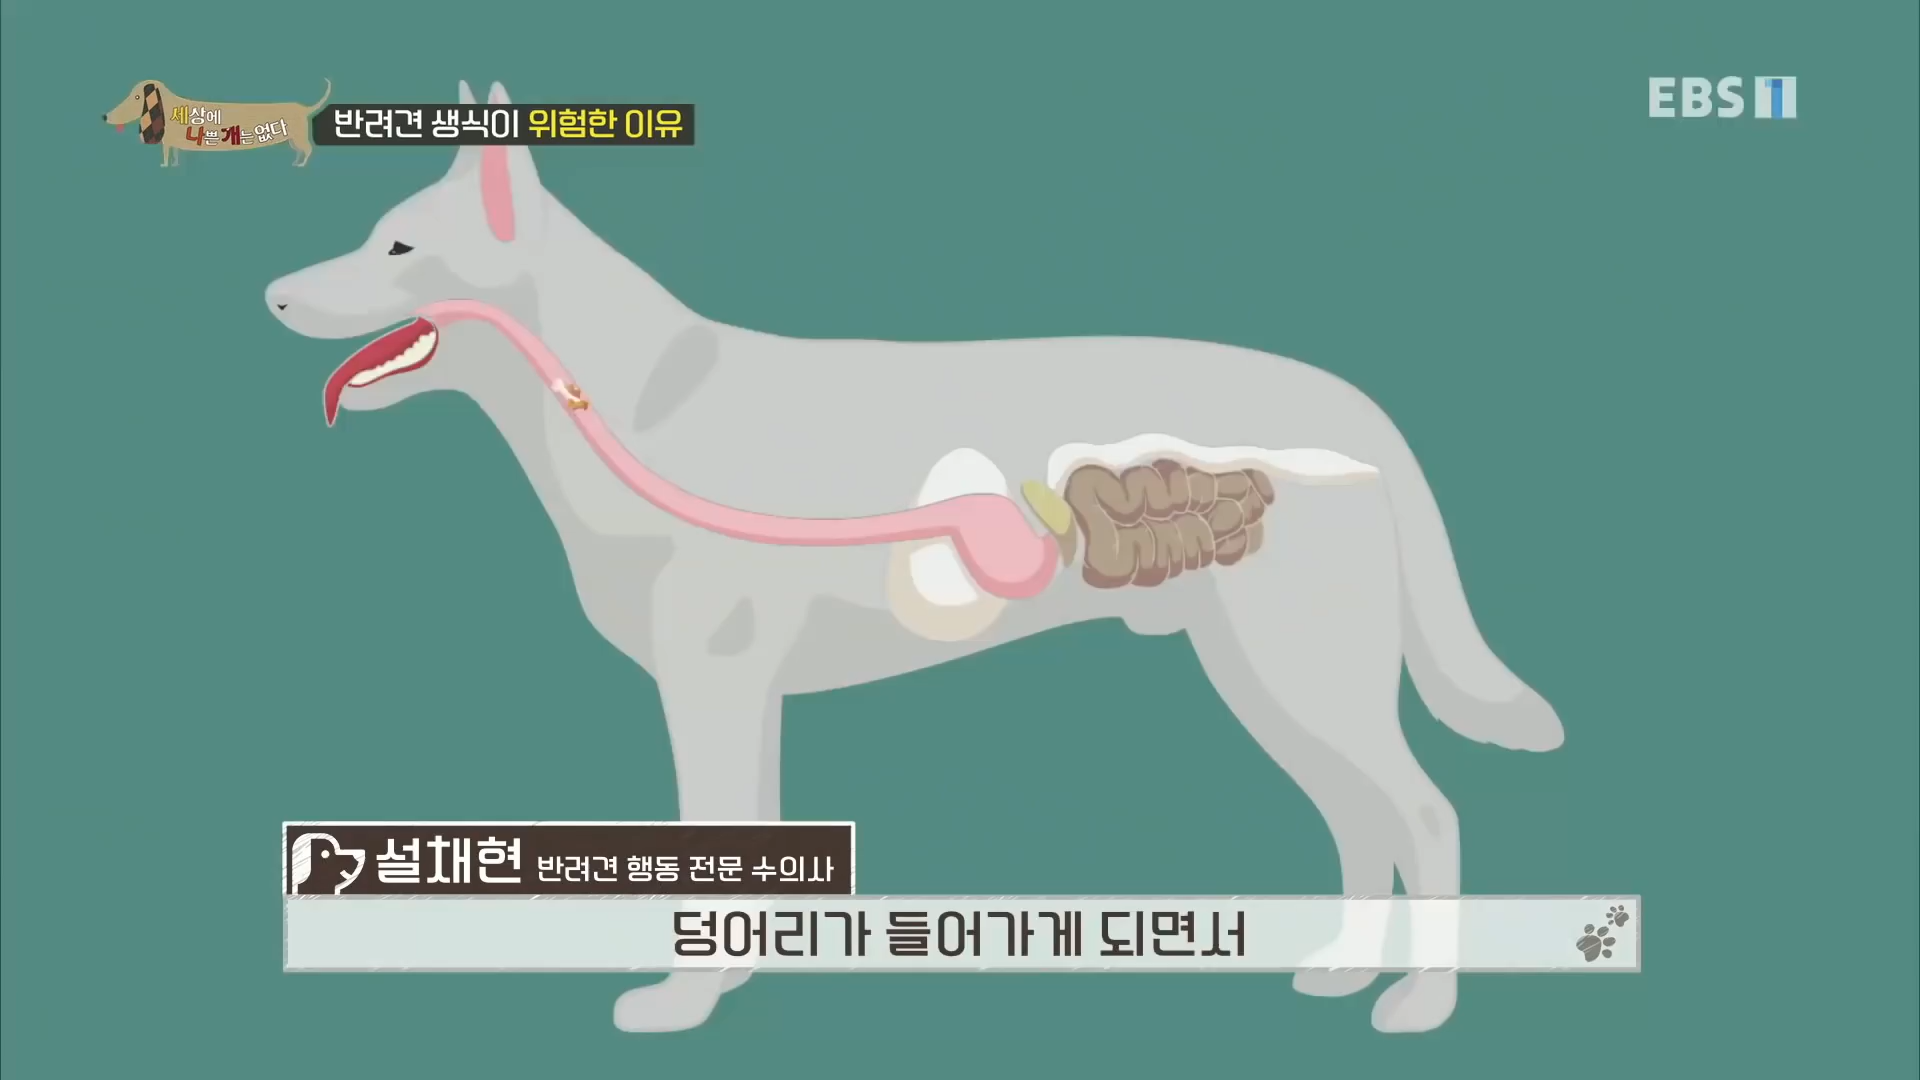 세상에
나쁜 개는 없다
반려견 생식이 위험한 이유
EBS 1
설채현 반려견 행동 전문 수의사
덩어리가 들어가게 되면서